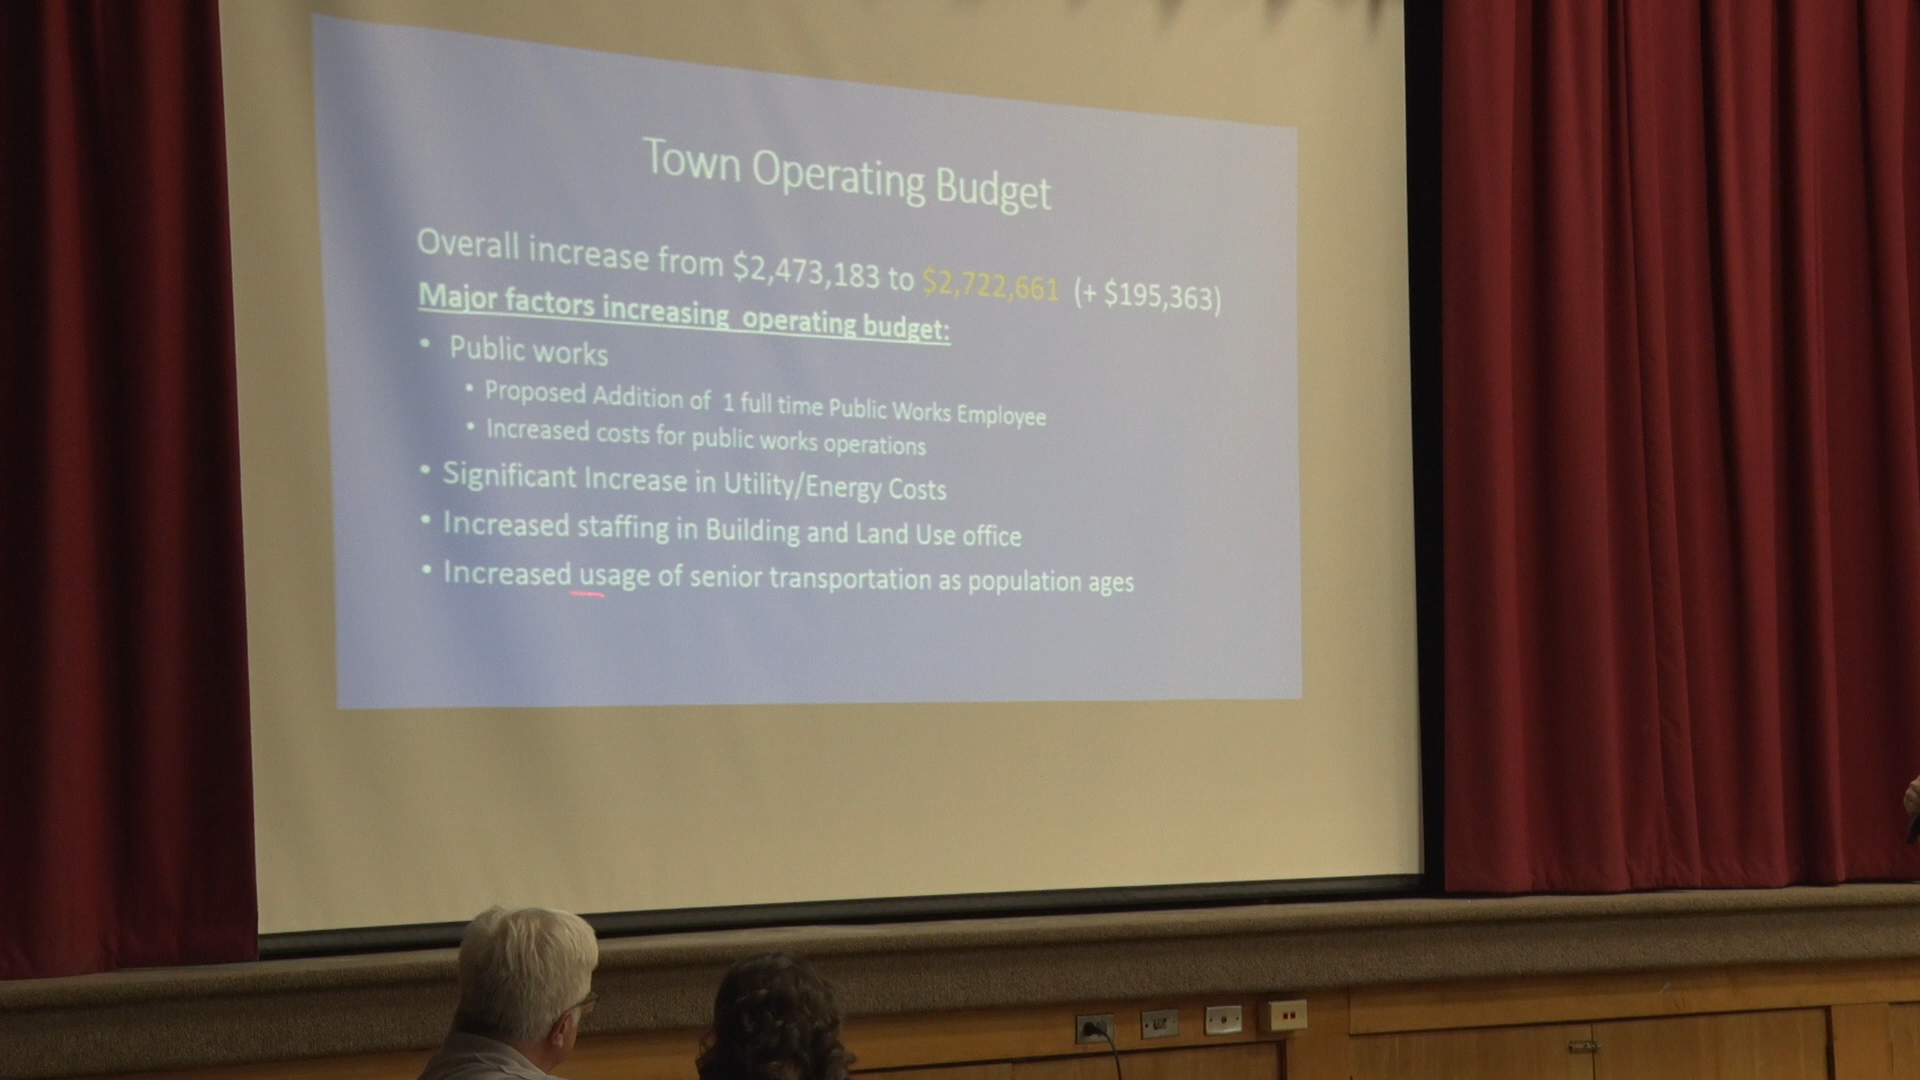 Town Operating Budget
Overall increase from $2,473,183 to $2,722,661 (+ $195,363)
Major factors increasing operating budget:
• Public works
• Proposed Addition of 1 full time Public Works Employee
• Increased costs for public works operations
• Significant Increase in Utility/Energy Costs
• Increased staffing in Building and Land Use office
• Increased usage of senior transportation as population ages